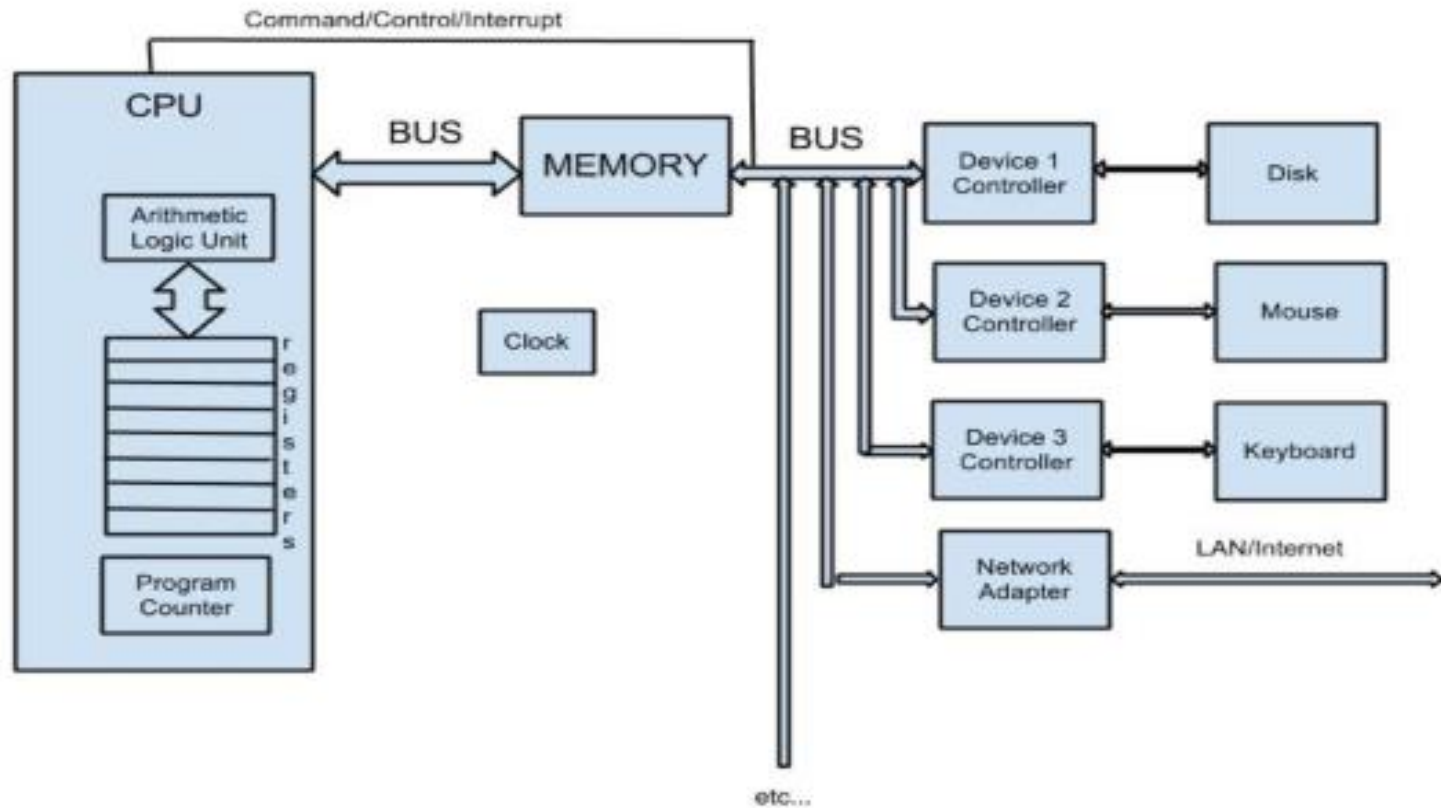 Command/Control/Interrupt
CPU
BUS
MEMORY
BUS
Device 1
Controller
Disk
Arithmetic
Logic Unit
Device 2
Controller
Mouse
Clock
registers
Device 3
Controller
Keyboard
Program
Counter
Network
Adapter
LAN/Internet
etc...